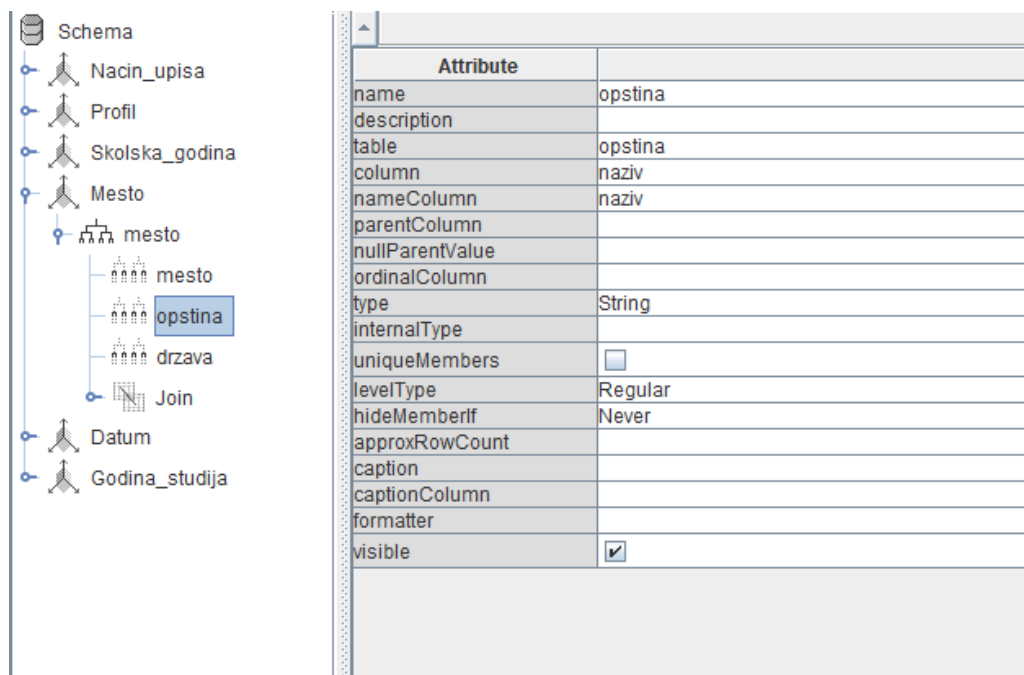 Schema
Nacin_upisa
Profil
Skolska_godina
Mesto
mesto
mesto
opstina
drzava
Join
Datum
Godina_studija
Attribute
name opstina
description
table opstina
column naziv
nameColumn naziv
parentColumn
nullParentValue
ordinalColumn
type String
internalType
uniqueMembers
levelType Regular
hideMemberIf Never
approxRowCount
caption
captionColumn
formatter
visible